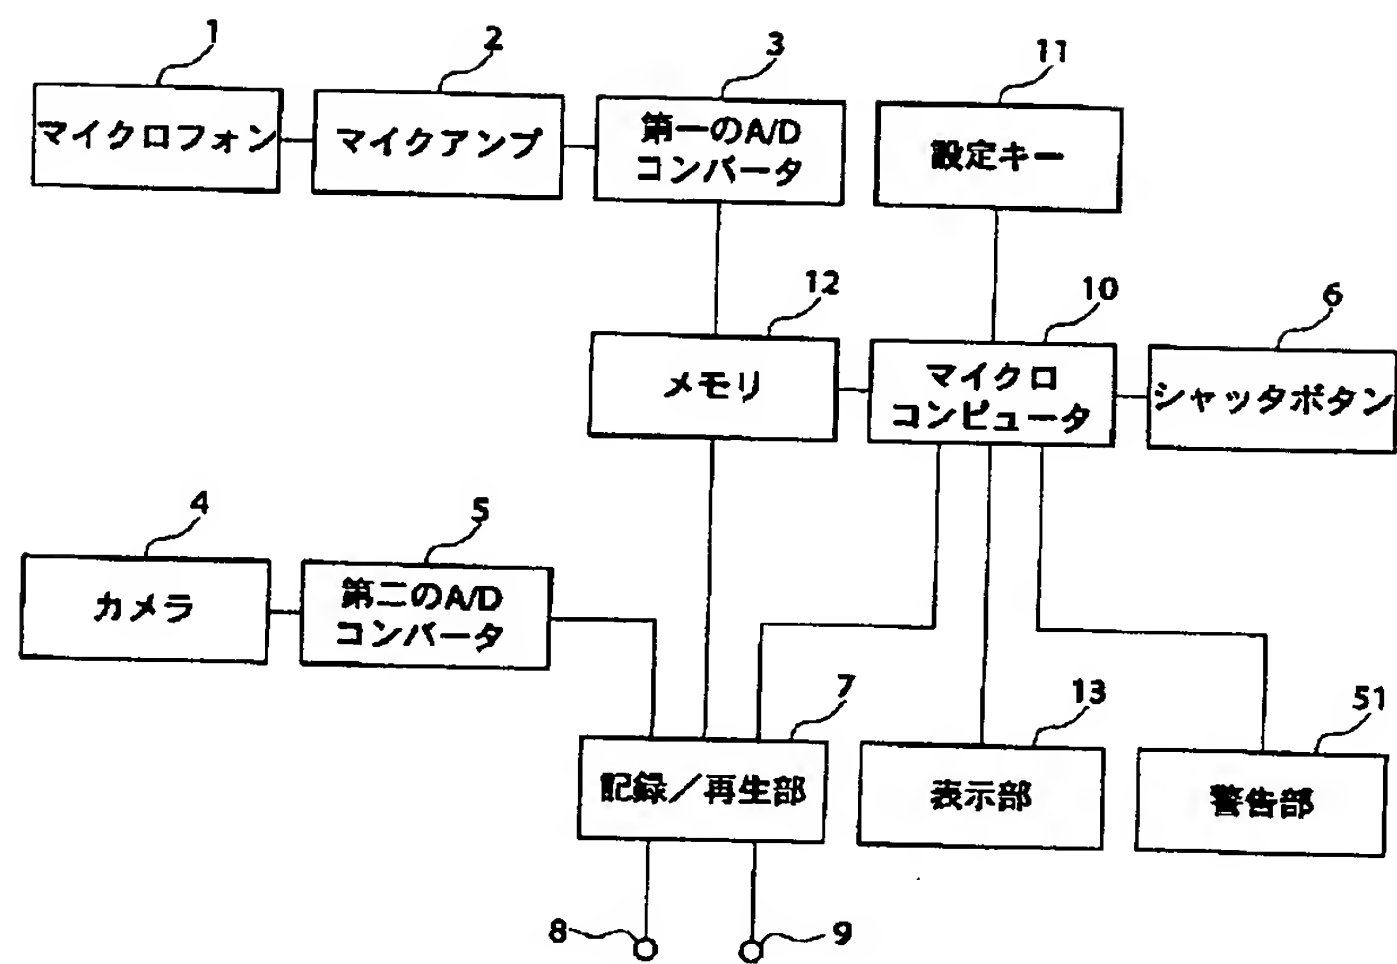 1
2
3
11
マイクロフォン
マイクアンプ
第一のA/D
コンバータ
設定キー
12
10
6
メモリ
マイクロ
コンピュータ
シャッタボタン
4
5
カメラ
第二のA/D
コンバータ
7
13
51
記録／再生部
表示部
警告部
8
9